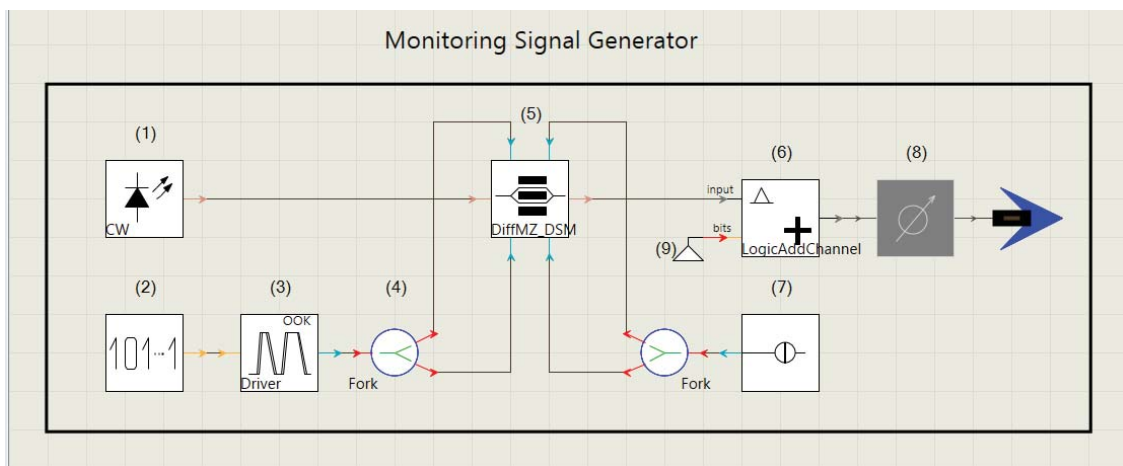 Monitoring Signal Generator
(1)
CW
(2)
101...1
(3)
OOK
Driver
(4)
Fork
(5)
DiffMZ_DSM
(6)
input
bits
LogicAddChannel
(8)
(9)
Fork
(7)